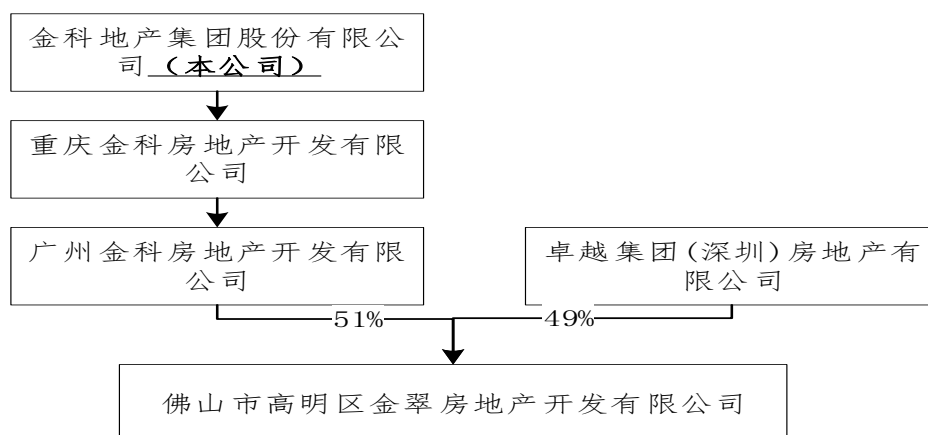 金科地产集团股份有限公
司（本公司）
重庆金科房地产开发有限
公司
广州金科房地产开发有限
公司
卓越集团(深圳)房地产有
限公司
51%
49%
佛山市高明区金翠房地产开发有限公司